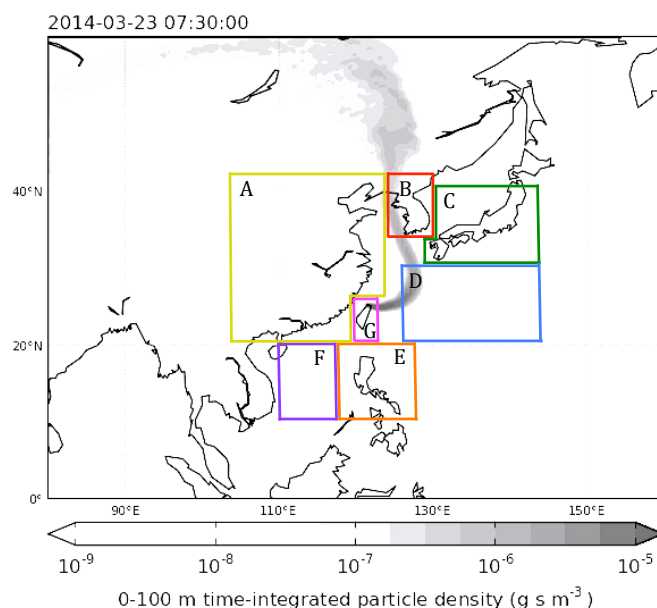 2014-03-23 07:30:00
A
B
C
40°N
D
G
20°N
F
E
0°
90°E 110°E 130°E 150°E
10⁻⁹ 10⁻⁸ 10⁻⁷ 10⁻⁶ 10⁻⁵
0-100 m time-integrated particle density (g s m⁻³)